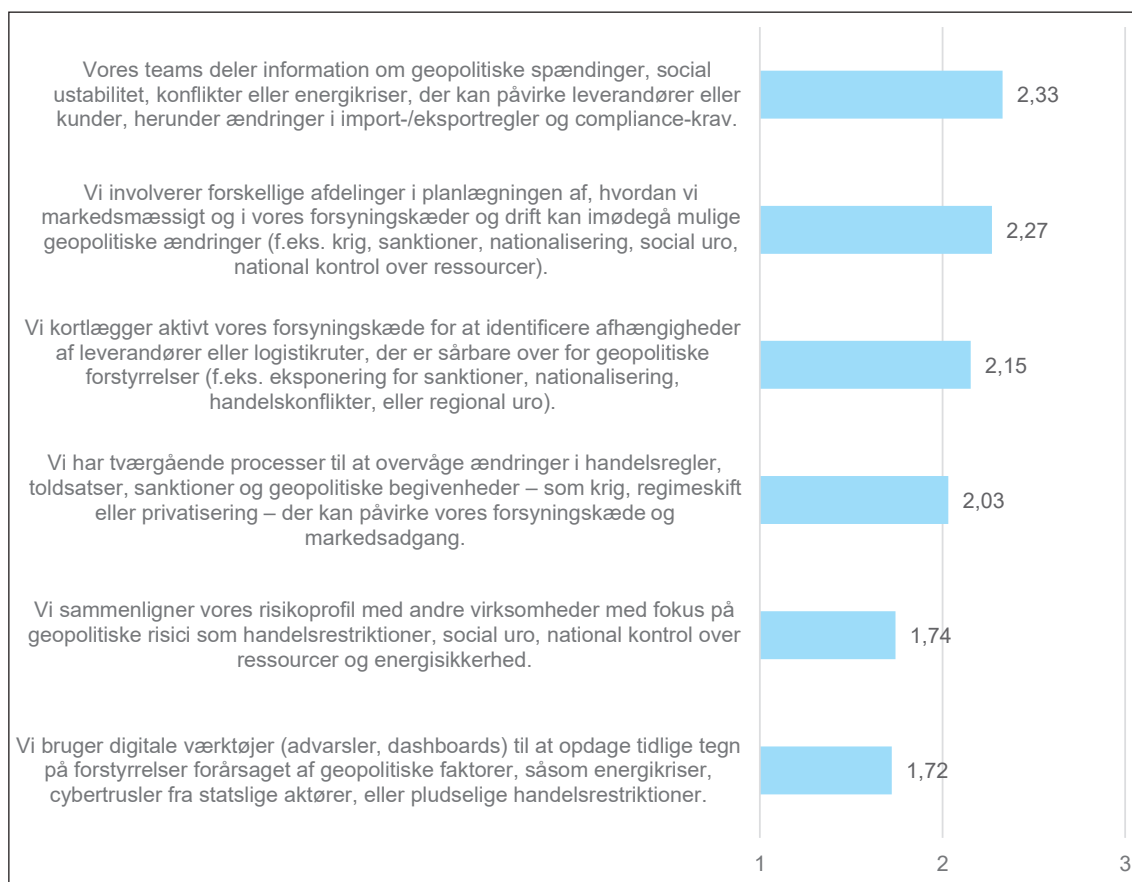 Vores teams deler information om geopolitiske spændinger, social
ustabilitet, konflikter eller energikriser, der kan påvirke leverandører eller
kunder, herunder ændringer i import-/eksportregler og compliance-krav.
2,33
Vi involverer forskellige afdelinger i planlægningen af, hvordan vi
markedsmæssigt og i vores forsyningskæder og drift kan imødegå mulige
geopolitiske ændringer (f.eks. krig, sanktioner, nationalisering, social uro,
national kontrol over ressourcer).
2,27
Vi kortlægger aktivt vores forsyningskæde for at identificere afhængigheder
af leverandører eller logistikruter, der er sårbare over for geopolitiske
forstyrrelser (f.eks. eksponering for sanktioner, nationalisering,
handelskonflikter, eller regional uro).
2,15
Vi har tværgående processer til at overvåge ændringer i handelsregler,
toldsatser, sanktioner og geopolitiske begivenheder – som krig, regimeskift
eller privatisering – der kan påvirke vores forsyningskæde og
markedsadgang.
2,03
Vi sammenligner vores risikoprofil med andre virksomheder med fokus på
geopolitiske risici som handelsrestriktioner, social uro, national kontrol over
ressourcer og energisikkerhed.
1,74
Vi bruger digitale værktøjer (advarsler, dashboards) til at opdage tidlige tegn
på forstyrrelser forårsaget af geopolitiske faktorer, såsom energikriser,
cybertrusler fra statslige aktører, eller pludselige handelsrestriktioner.
1,72
1 2 3